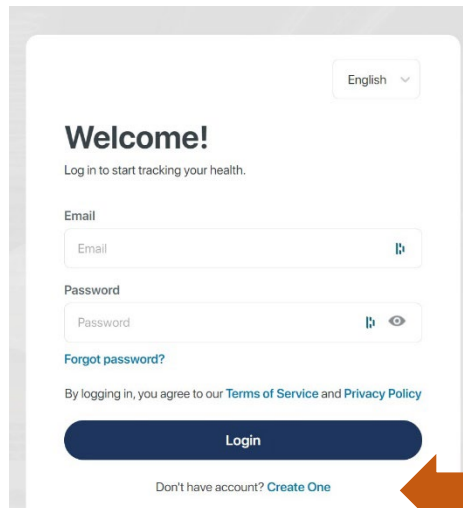 English
Welcome!
Log in to start tracking your health.
Email
Email
Password
Password
Forgot password?
By logging in, you agree to our Terms of Service and Privacy Policy
Login
Don't have account? Create One